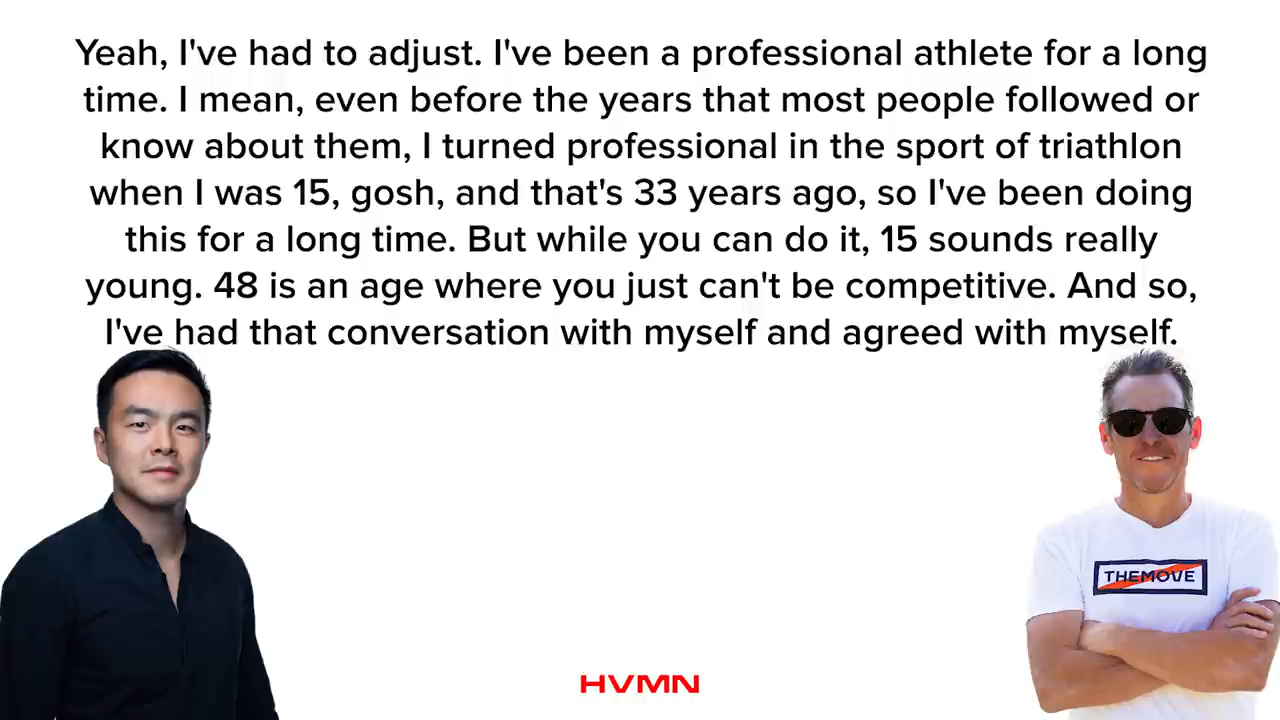 Yeah, I've had to adjust. I've been a professional athlete for a long
time. I mean, even before the years that most people followed or
know about them, I turned professional in the sport of triathlon
when I was 15, gosh, and that's 33 years ago, so I've been doing
this for a long time. But while you can do it, 15 sounds really
young. 48 is an age where you just can't be competitive. And so,
I've had that conversation with myself and agreed with myself.
THEMOVE
HVMN